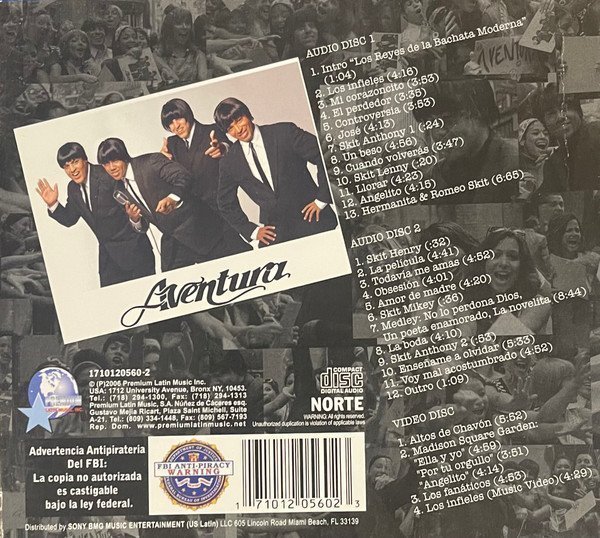 AUDIO DISC 1
1. Intro "Los Reyes de la Bachata Moderna"
(1:04)
2. Los infieles (4:16)
3. Mi corazoncito (3:53)
4. El perdedor (3:35)
5. Controversia (3:53)
6. José (4:13)
7. Skit Anthony 1 (:24)
8. Un beso (4:56)
9. Cuando volverás (3:47)
10. Skit Lenny (:20)
11. Llorar (4:23)
12. Angelito (4:15)
13. Hermanita & Romeo Skit (6:65)
AUDIO DISC 2
1. Skit Henry (:32)
2. La película (4:41)
3. Todavía me amas (4:52)
4. Obsesión (4:01)
5. Amor de madre (4:20)
6. Skit Mikey (:36)
7. Medley: No lo perdona Dios,
Un poeta enamorado, La novelita (8:44)
8. La boda (4:10)
9. Skit Anthony 2 (:53)
10. Enseñame a olvidar (5:33)
11. Voy mal acostumbrado (4:52)
12. Outro (1:09)
VIDEO DISC
1. Altos de Chavón (5:52)
2. Madison Square Garden:
"Ella y yo" (4:59)
"Por tu orgullo" (3:51)
"Angelito" (4:14)
3. Los fanáticos (4:53)
4. Los infieles (Music Video) (4:29)
Aventura
1710120560-2
© (P)2006 Premium Latin Music Inc.
USA: 1712 University Avenue, Bronx NY, 10453.
Tel.: (718) 294-1300, Fax: (718) 294-1313
Premium Latin Music, S.A. Núñez de Cáceres esq.
Gustavo Mejia Ricart, Plaza Saint Michell, Suite
A-21, Tel: (809) 334-1448, Fax: (809) 567-7193
Rep. Dom. www.premiumlatinmusic.net
LATIN MUSIC, INC.
COMPACT
disc
DIGITAL AUDIO
NORTE
WARNING: All rights reserved.
Unauthorized duplication is violation of applicable laws.
Advertencia Antipirateria
Del FBI:
La copia no autorizada
es castigable
bajo la ley federal.
FBI ANTI-PIRACY
WARNING
1 71012 05602 3
Distributed by SONY BMG MUSIC ENTERTAINMENT (US Latin) LLC 605 Lincoln Road Miami Beach, FL 33139